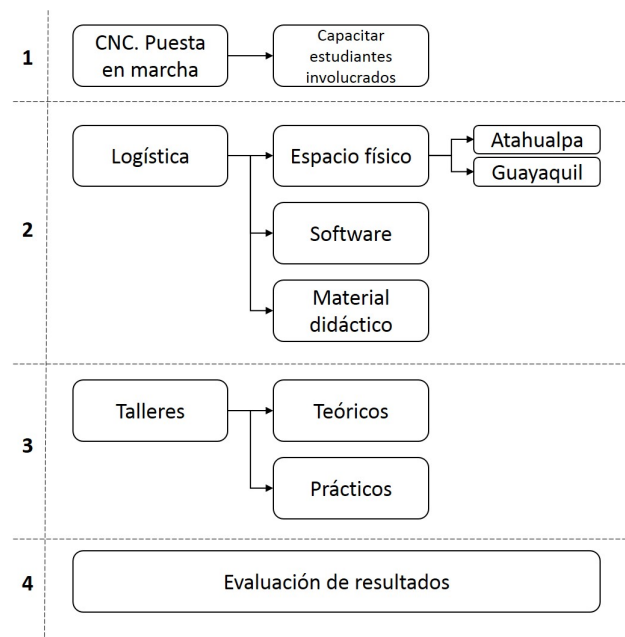 1
CNC. Puesta
en marcha
Capacitar
estudiantes
involucrados
2
Logística
Espacio físico
Atahualpa
Guayaquil
Software
Material
didáctico
3
Talleres
Teóricos
Prácticos
4
Evaluación de resultados